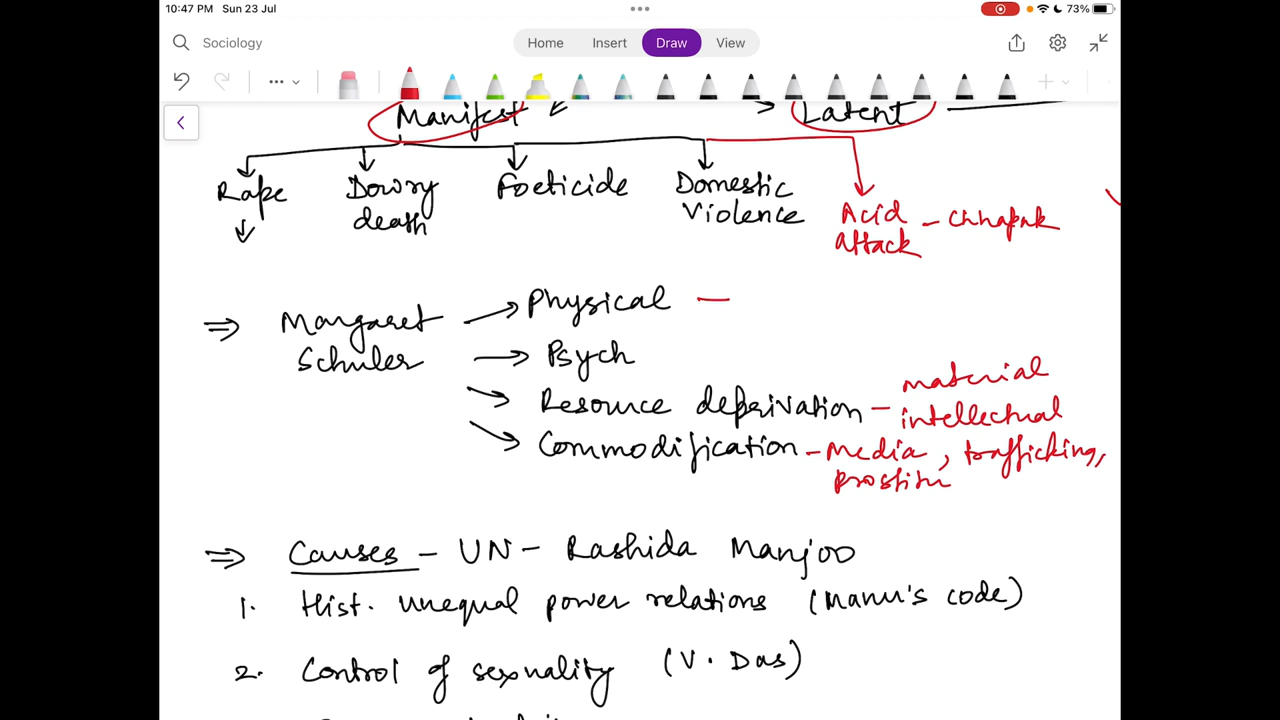 10:47 PM Sun 23 Jul
73%
Sociology
Home Insert Draw View
Manifest Latent
Rape Dowry death Foeticide Domestic Violence Acid attack - Chhapak
⇒ Margaret Schuler → Physical -
→ Psych
→ Resource deprivation - material intellectual
→ Commodification - media, trafficking, prostitu
⇒ Causes - UN - Rashida Manjoo
1. Hist. unequal power relations (Manu's code)
2. Control of sexuality (V. Das)